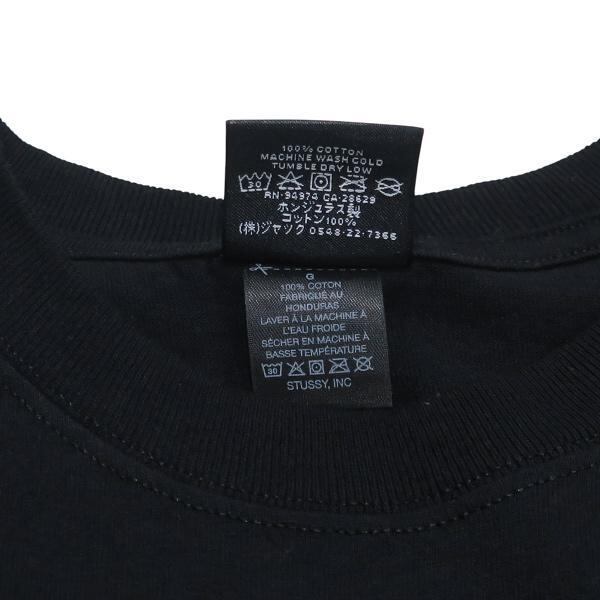 100% COTTON
MACHINE WASH COLD
TUMBLE DRY LOW
30
RN-94974 CA-28629
ホンジュラス製
コットン100%
(株)ジャック 0548-22-7366
G
100% COTON
FABRIQUÉ AU
HONDURAS
LAVER À LA MACHINE À
L'EAU FROIDE
SÉCHER EN MACHINE À
BASSE TEMPÉRATURE
30
STUSSY, INC